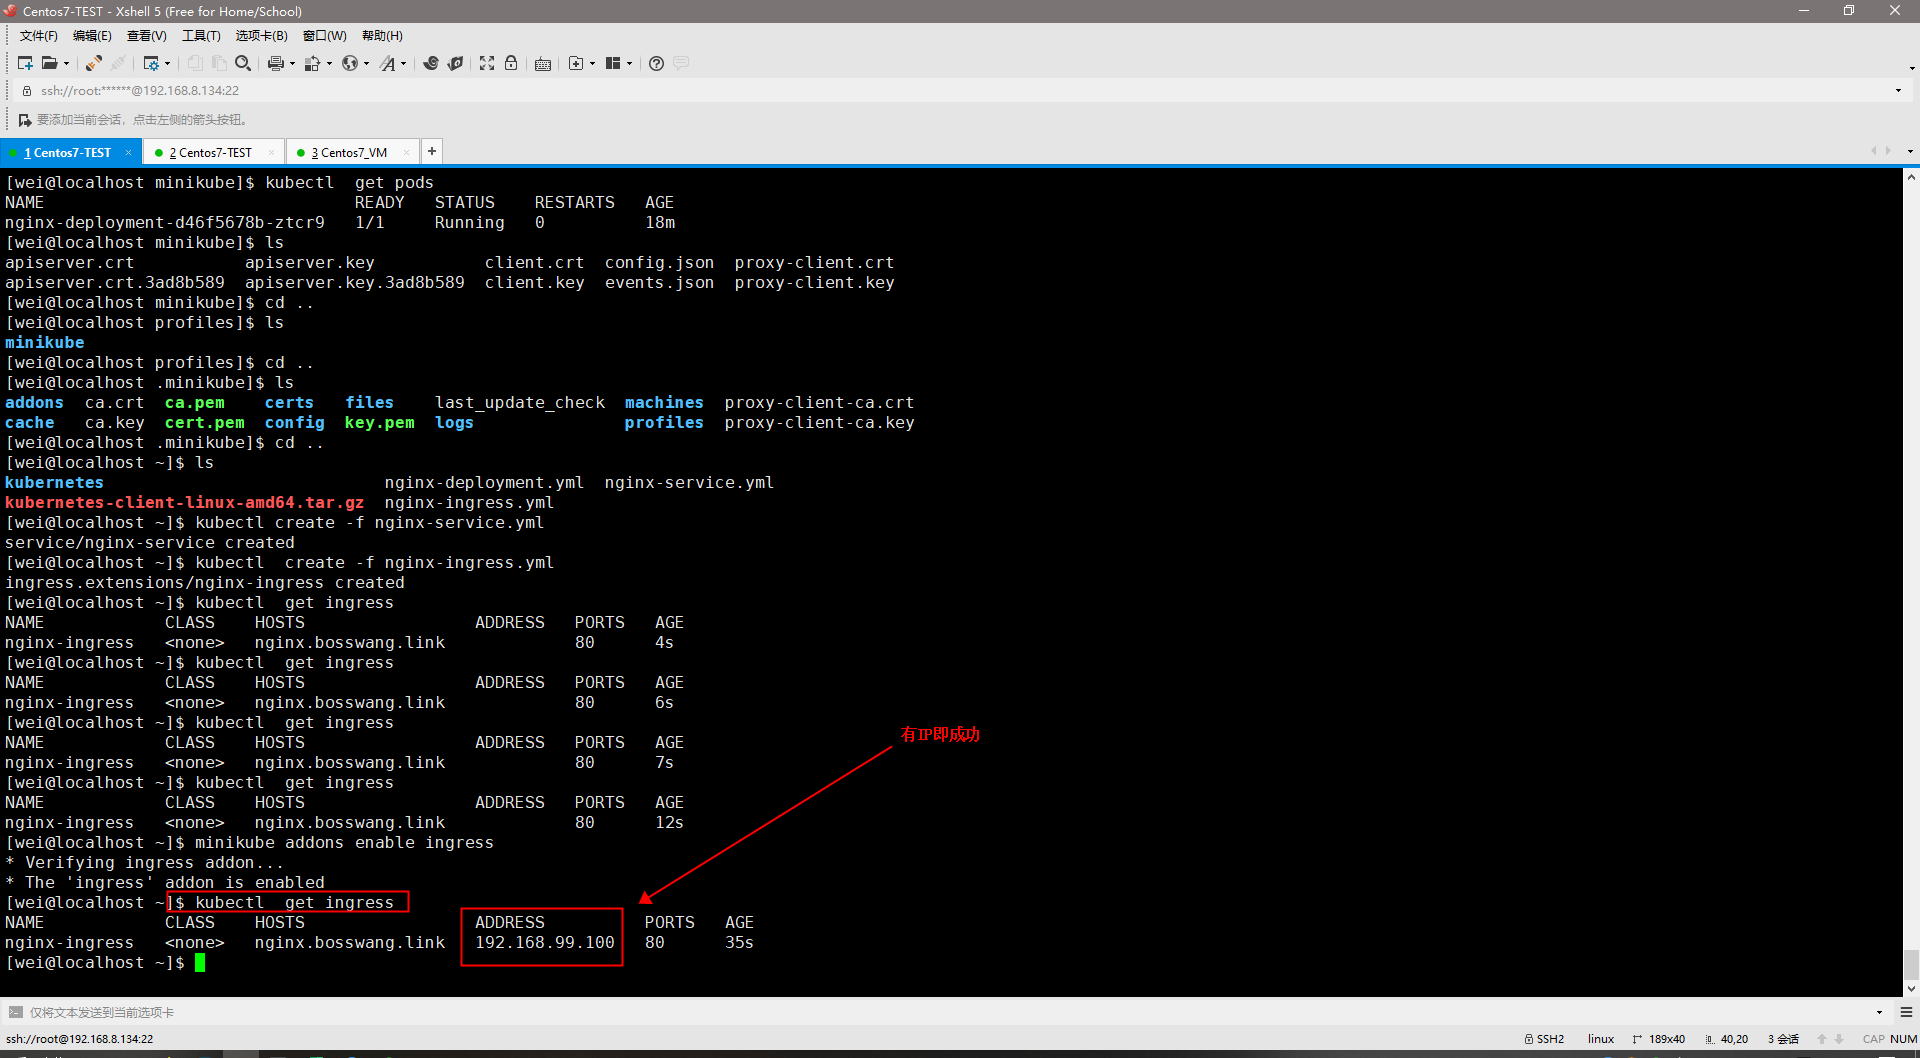 Centos7-TEST - Xshell 5 (Free for Home/School)
文件(F) 编辑(E) 查看(V) 工具(T) 选项卡(B) 窗口(W) 帮助(H)
ssh://root:******@192.168.8.134:22
要添加当前会话，点击左侧的箭头按钮。
1 Centos7-TEST × 2 Centos7-TEST × 3 Centos7_VM × +
[wei@localhost minikube]$ kubectl  get pods
NAME                               READY   STATUS    RESTARTS   AGE
nginx-deployment-d46f5678b-ztcr9   1/1     Running   0          18m
[wei@localhost minikube]$ ls
apiserver.crt           apiserver.key           client.crt  config.json  proxy-client.crt
apiserver.crt.3ad8b589  apiserver.key.3ad8b589  client.key  events.json  proxy-client.key
[wei@localhost minikube]$ cd ..
[wei@localhost profiles]$ ls
minikube
[wei@localhost profiles]$ cd ..
[wei@localhost .minikube]$ ls
addons  ca.crt  ca.pem    certs   files    last_update_check  machines  proxy-client-ca.crt
cache   ca.key  cert.pem  config  key.pem  logs               profiles  proxy-client-ca.key
[wei@localhost .minikube]$ cd ..
[wei@localhost ~]$ ls
kubernetes                            nginx-deployment.yml  nginx-service.yml
kubernetes-client-linux-amd64.tar.gz  nginx-ingress.yml
[wei@localhost ~]$ kubectl create -f nginx-service.yml
service/nginx-service created
[wei@localhost ~]$ kubectl  create -f nginx-ingress.yml
ingress.extensions/nginx-ingress created
[wei@localhost ~]$ kubectl  get ingress
NAME            CLASS    HOSTS                 ADDRESS   PORTS   AGE
nginx-ingress   <none>   nginx.bosswang.link             80      4s
[wei@localhost ~]$ kubectl  get ingress
NAME            CLASS    HOSTS                 ADDRESS   PORTS   AGE
nginx-ingress   <none>   nginx.bosswang.link             80      6s
[wei@localhost ~]$ kubectl  get ingress
NAME            CLASS    HOSTS                 ADDRESS   PORTS   AGE
nginx-ingress   <none>   nginx.bosswang.link             80      7s
[wei@localhost ~]$ kubectl  get ingress
NAME            CLASS    HOSTS                 ADDRESS   PORTS   AGE
nginx-ingress   <none>   nginx.bosswang.link             80      12s
[wei@localhost ~]$ minikube addons enable ingress
* Verifying ingress addon...
* The 'ingress' addon is enabled
[wei@localhost ~]$ kubectl  get ingress
NAME            CLASS    HOSTS                 ADDRESS          PORTS   AGE
nginx-ingress   <none>   nginx.bosswang.link   192.168.99.100   80      35s
[wei@localhost ~]$
有IP即成功
仅将文本发送到当前选项卡
ssh://root@192.168.8.134:22 SSH2 linux 189x40 40,20 3 会话 CAP NUM